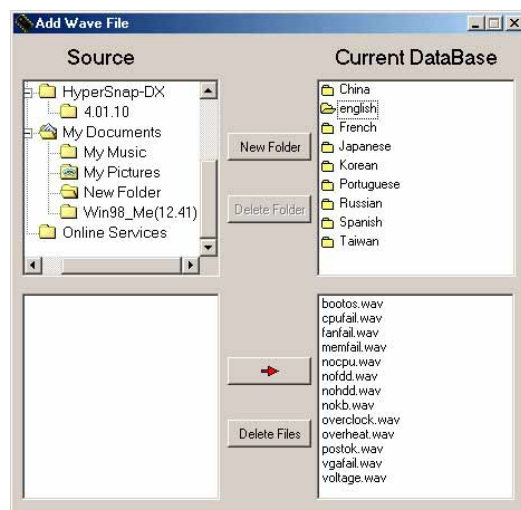 Add Wave File
Source
Current DataBase
HyperSnap-DX
4.01.10
My Documents
My Music
My Pictures
New Folder
Win98_Me(12.41)
Online Services
New Folder
Delete Folder
China
english
French
Japanese
Korean
Portuguese
Russian
Spanish
Taiwan
Delete Files
bootos.wav
cpufail.wav
fanfail.wav
memfail.wav
nocpu.wav
nofdd.wav
nohdd.wav
nokb.wav
overclock.wav
overheat.wav
postok.wav
vgafail.wav
voltage.wav